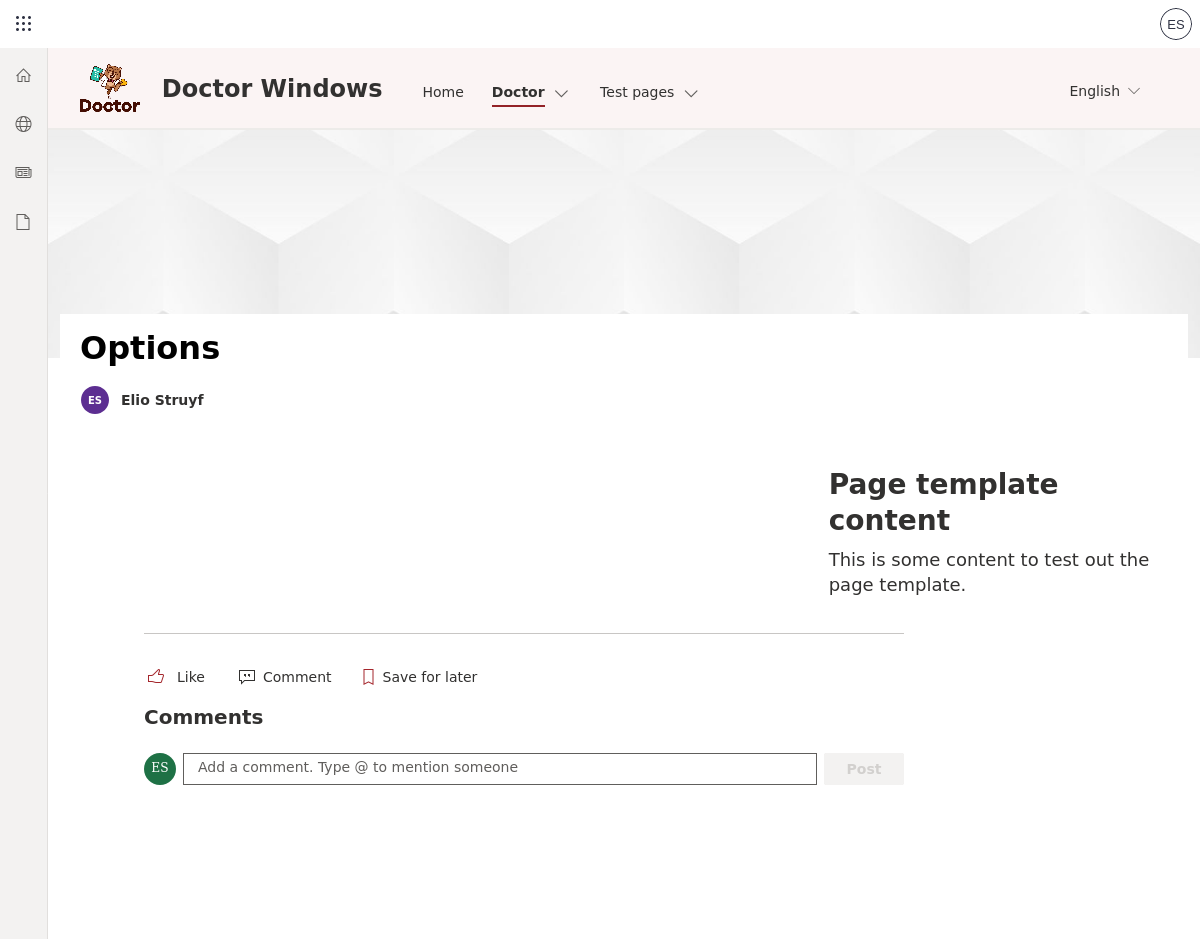 ES
Doctor
Doctor Windows
Home
Doctor
Test pages
English
Options
ES
Elio Struyf
Page template
content
This is some content to test out the
page template.
Like
Comment
Save for later
Comments
ES
Add a comment. Type @ to mention someone
Post